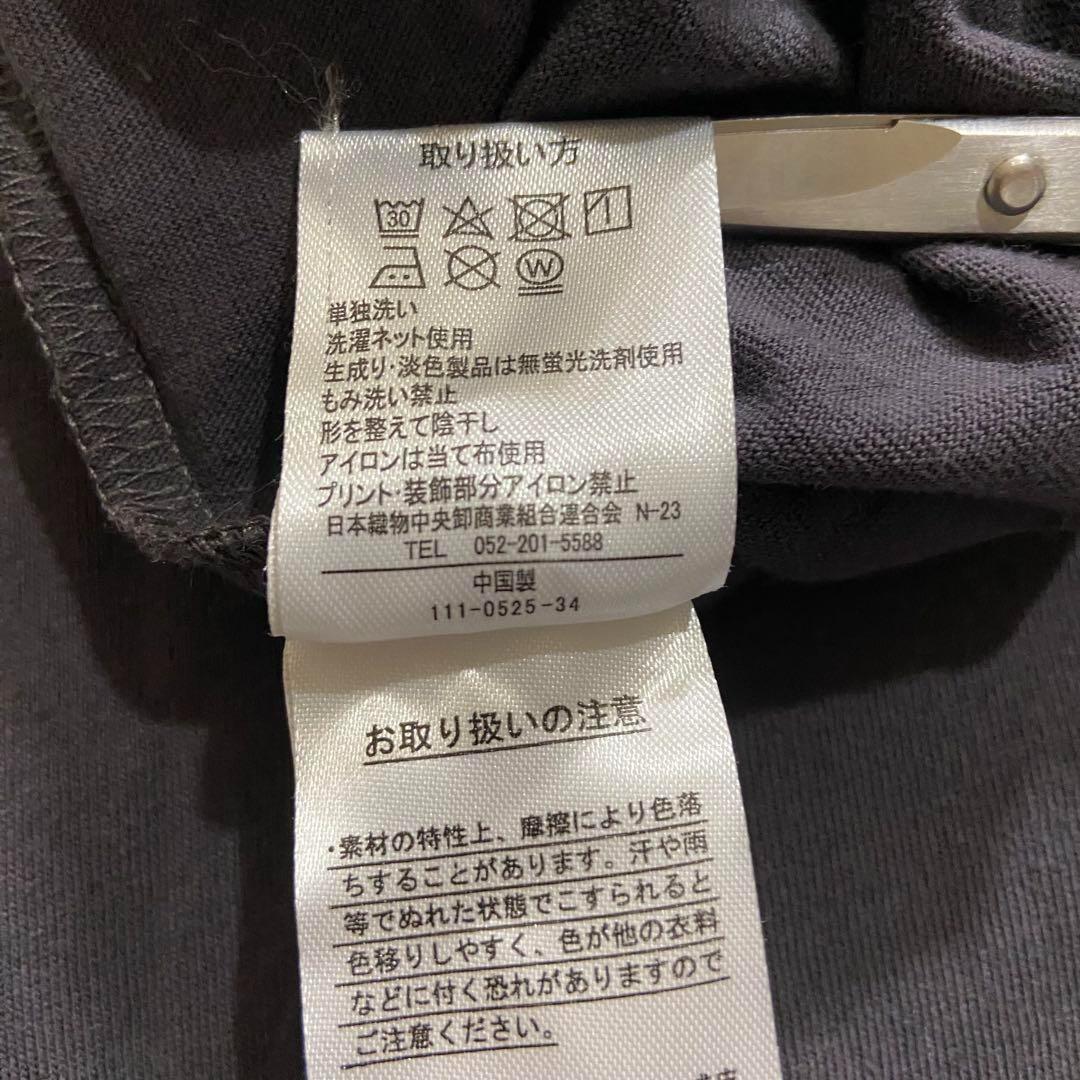 取り扱い方
30
W
単独洗い
洗濯ネット使用
生成り・淡色製品は無蛍光洗剤使用
もみ洗い禁止
形を整えて陰干し
アイロンは当て布使用
プリント・装飾部分アイロン禁止
日本織物中央卸商業組合連合会 N-23
TEL 052-201-5588
中国製
111-0525-34
お取り扱いの注意
・素材の特性上、摩擦により色落
ちすることがあります。汗や雨
等でぬれた状態でこすられると
色移りしやすく、色が他の衣料
などに付く恐れがありますので
ご注意ください。